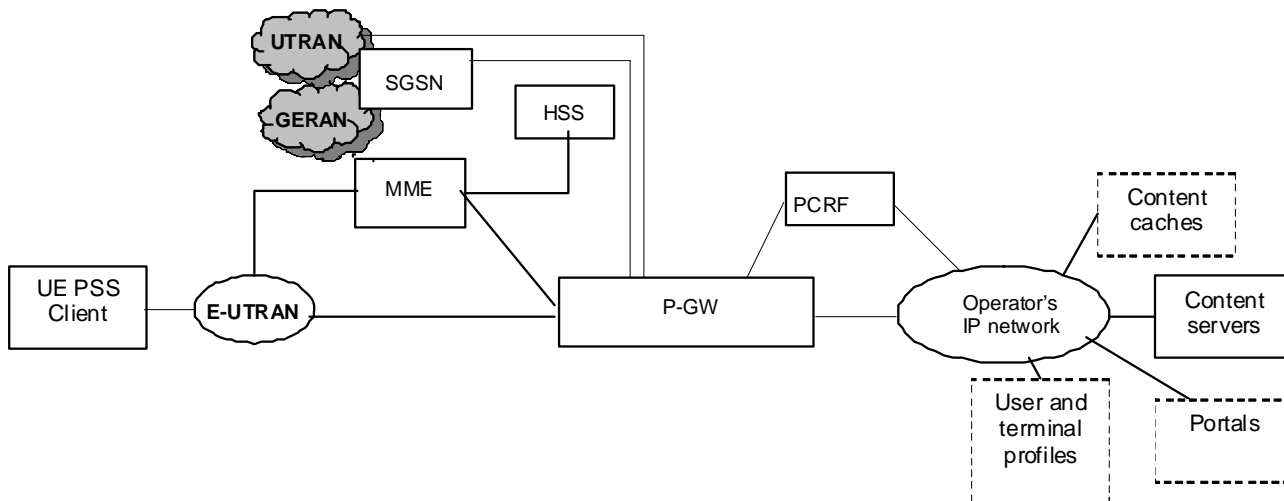 UTRAN
SGSN
GERAN
HSS
MME
PCRF
Content
caches
UE PSS
Client
E-UTRAN
P-GW
Operator's
IP network
Content
servers
User and
terminal
profiles
Portals